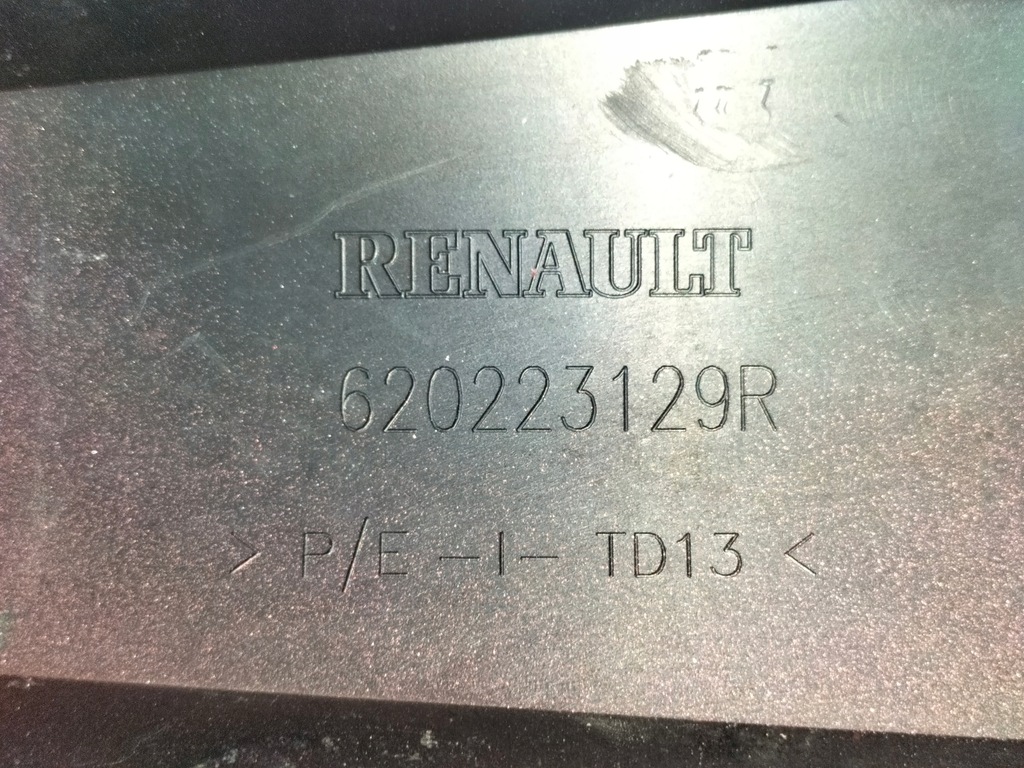 RENAULT
620223129R
> P/E -I- TD13 <